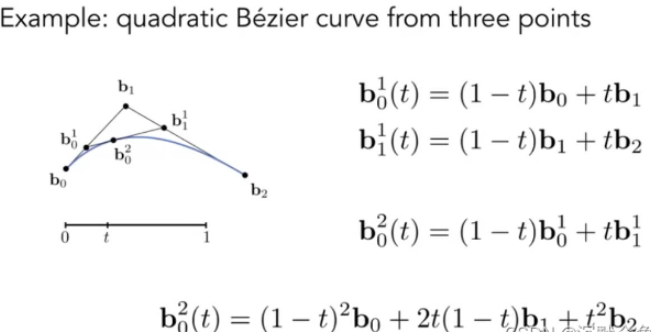 Example: quadratic Bézier curve from three points
b₁
b₀¹
b₁¹
b₀²
b₀
b₂
0 t 1
b₀¹(t) = (1 − t)b₀ + tb₁
b₁¹(t) = (1 − t)b₁ + tb₂
b₀²(t) = (1 − t)b₀¹ + tb₁¹
b₀²(t) = (1 − t)²b₀ + 2t(1 − t)b₁ + t²b₂